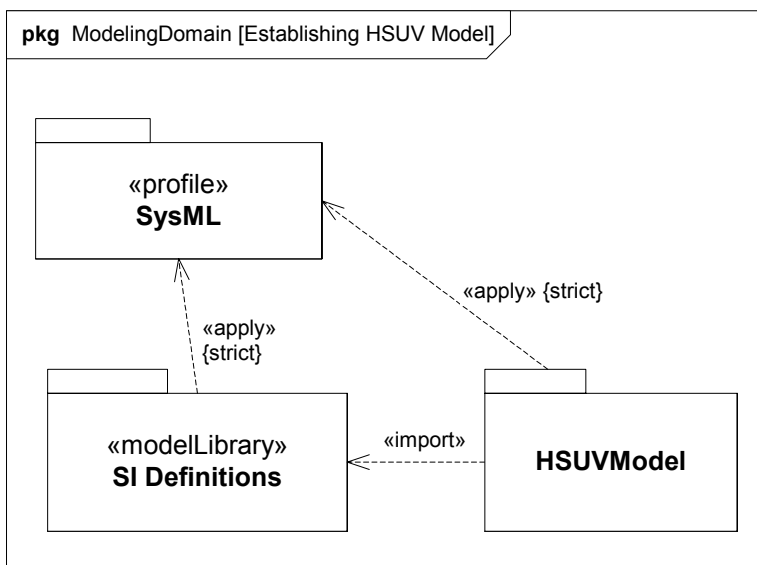 pkg ModelingDomain [Establishing HSUV Model]
«profile»
SysML
«apply» {strict}
«apply»
{strict}
«modelLibrary»
SI Definitions
«import»
HSUVModel